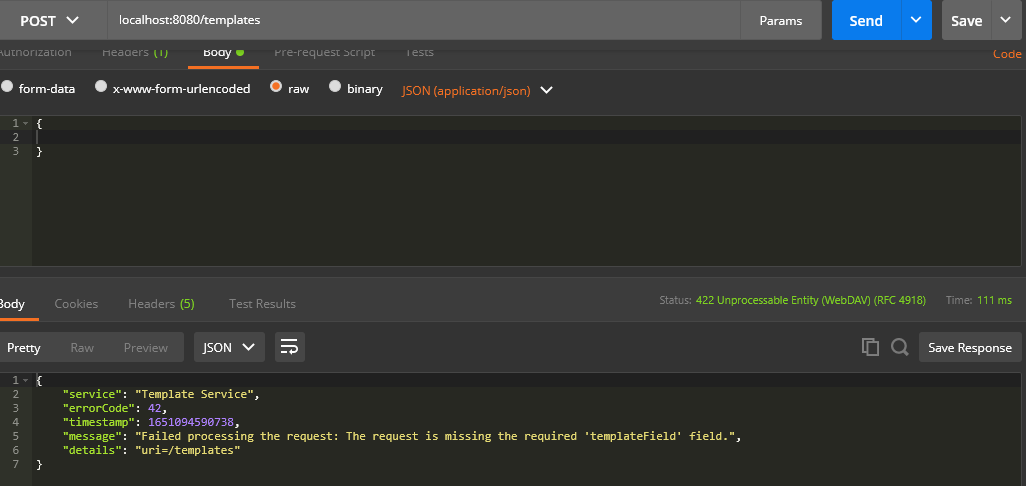 POST localhost:8080/templates Params Send Save
Authorization Headers (1) Body Pre-request Script Tests Code
form-data x-www-form-urlencoded raw binary JSON (application/json)
1 {
2
3 }
Body Cookies Headers (5) Test Results Status: 422 Unprocessable Entity (WebDAV) (RFC 4918) Time: 111 ms
Pretty Raw Preview JSON Save Response
1 {
2 "service": "Template Service",
3 "errorCode": 42,
4 "timestamp": 1651094590738,
5 "message": "Failed processing the request: The request is missing the required 'templateField' field.",
6 "details": "uri=/templates"
7 }